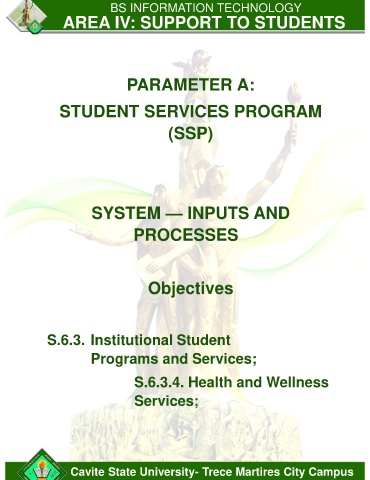 BS INFORMATION TECHNOLOGY
AREA IV: SUPPORT TO STUDENTS
PARAMETER A:
STUDENT SERVICES PROGRAM
(SSP)
SYSTEM — INPUTS AND
PROCESSES
Objectives
S.6.3. Institutional Student
Programs and Services;
S.6.3.4. Health and Wellness
Services;
Cavite State University- Trece Martires City Campus